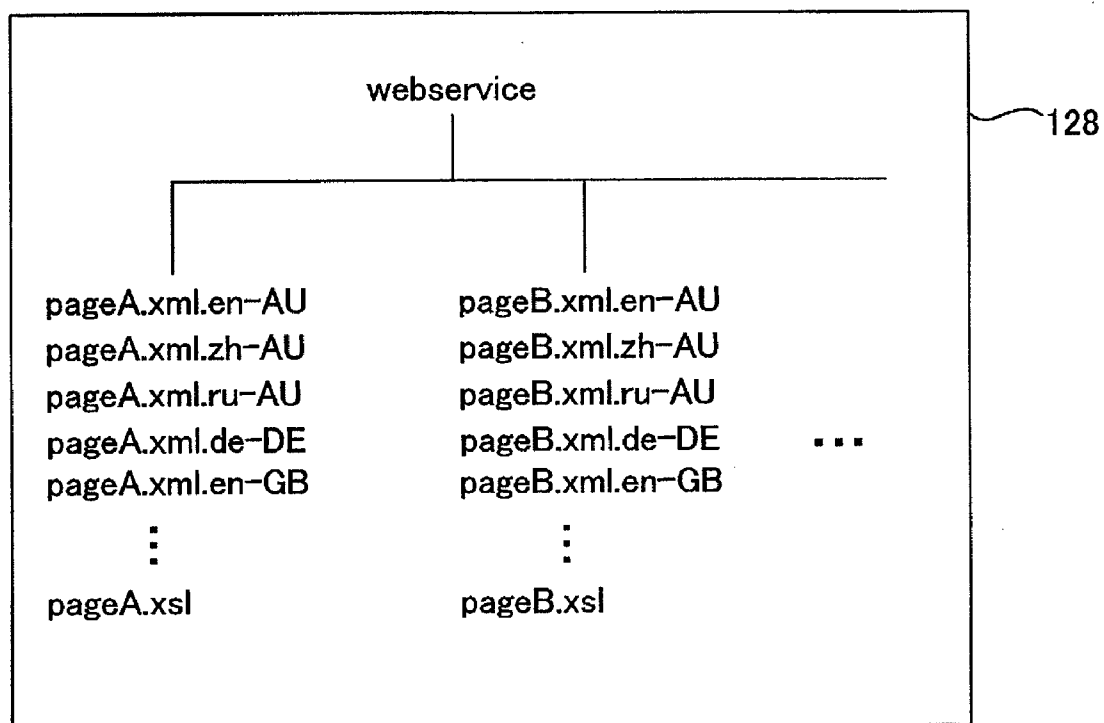 webservice
128
pageA.xml.en-AU
pageA.xml.zh-AU
pageA.xml.ru-AU
pageA.xml.de-DE
pageA.xml.en-GB
⋮
pageA.xsl
pageB.xml.en-AU
pageB.xml.zh-AU
pageB.xml.ru-AU
pageB.xml.de-DE
pageB.xml.en-GB
⋮
pageB.xsl
...